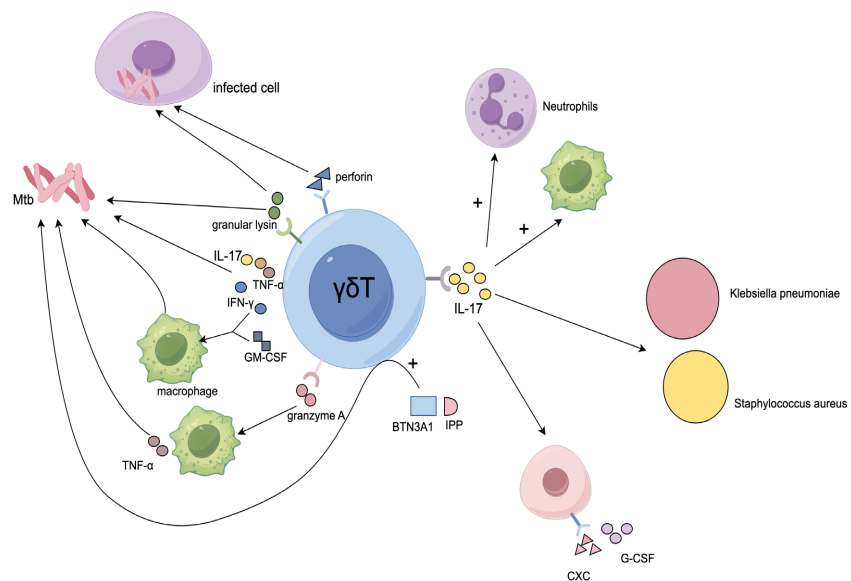 infected cell
Neutrophils
perforin
Mtb
granular lysin
+
+
IL-17
TNF-α
γδT
IFN-γ
IL-17
Klebsiella pneumoniae
GM-CSF
+
macrophage
Staphylococcus aureus
granzyme A
BTN3A1
IPP
TNF-α
G-CSF
CXC